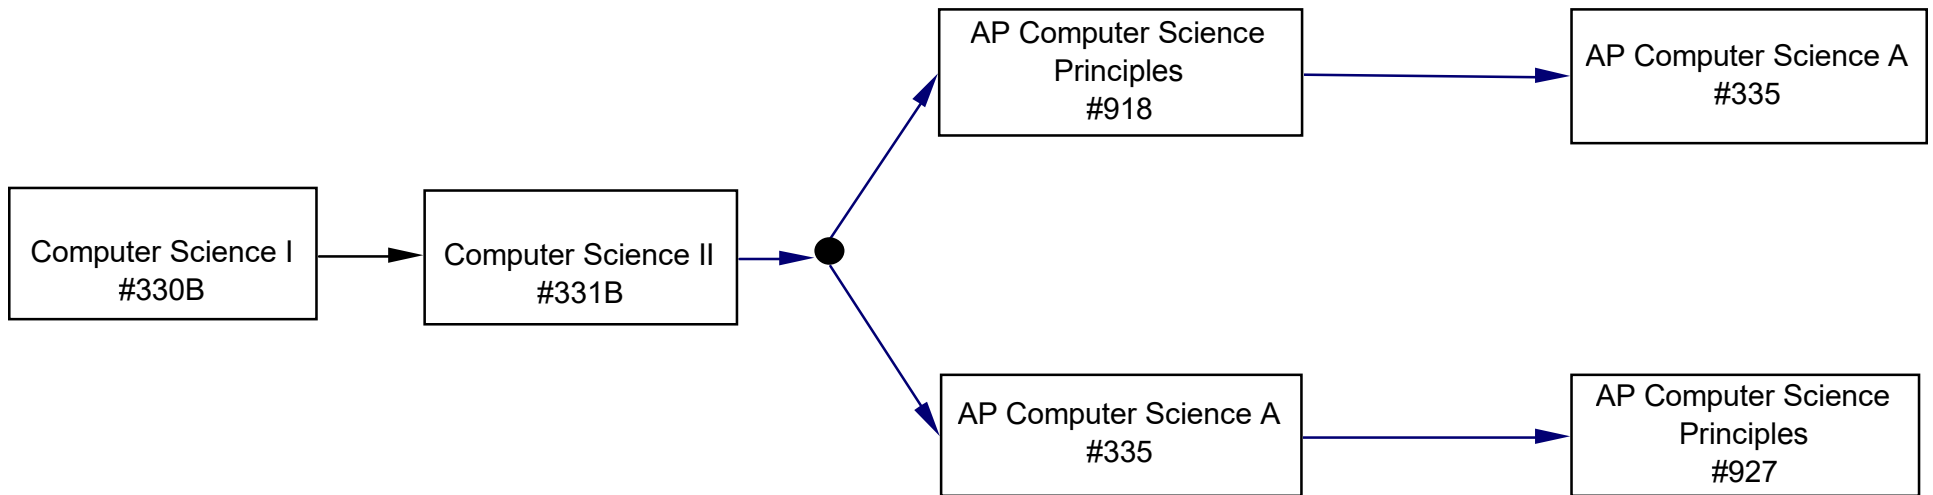 AP Computer Science
Principles
#918
AP Computer Science A
#335
Computer Science I
#330B
Computer Science II
#331B
AP Computer Science A
#335
AP Computer Science
Principles
#927